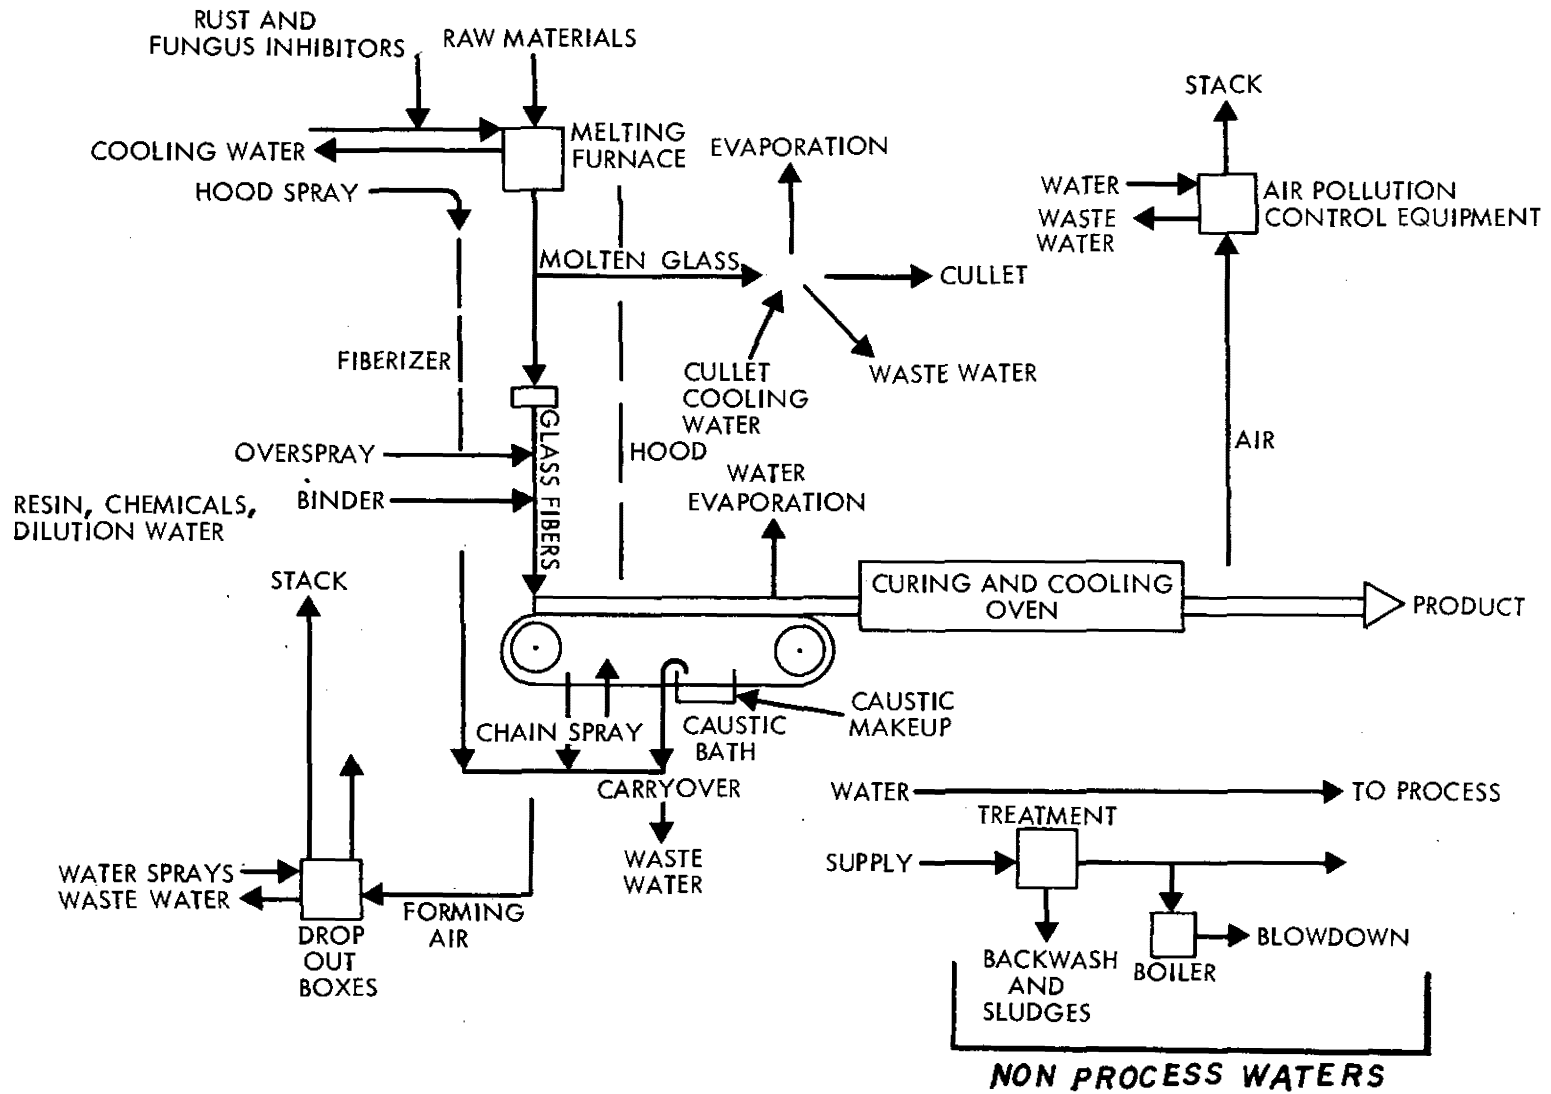 RUST AND
FUNGUS INHIBITORS
RAW MATERIALS
STACK
COOLING WATER
MELTING
FURNACE
EVAPORATION
HOOD SPRAY
WATER
WASTE
WATER
AIR POLLUTION
CONTROL EQUIPMENT
MOLTEN GLASS
CULLET
FIBERIZER
CULLET
COOLING
WATER
WASTE WATER
GLASS FIBERS
OVERSPRAY
HOOD
AIR
WATER
EVAPORATION
BINDER
RESIN, CHEMICALS,
DILUTION WATER
STACK
CURING AND COOLING
OVEN
PRODUCT
CHAIN SPRAY
CAUSTIC
BATH
CAUSTIC
MAKEUP
CARRYOVER
WASTE
WATER
WATER
TO PROCESS
TREATMENT
SUPPLY
WATER SPRAYS
WASTE WATER
FORMING
AIR
DROP
OUT
BOXES
BACKWASH
AND
SLUDGES
BOILER
BLOWDOWN
NON PROCESS WATERS